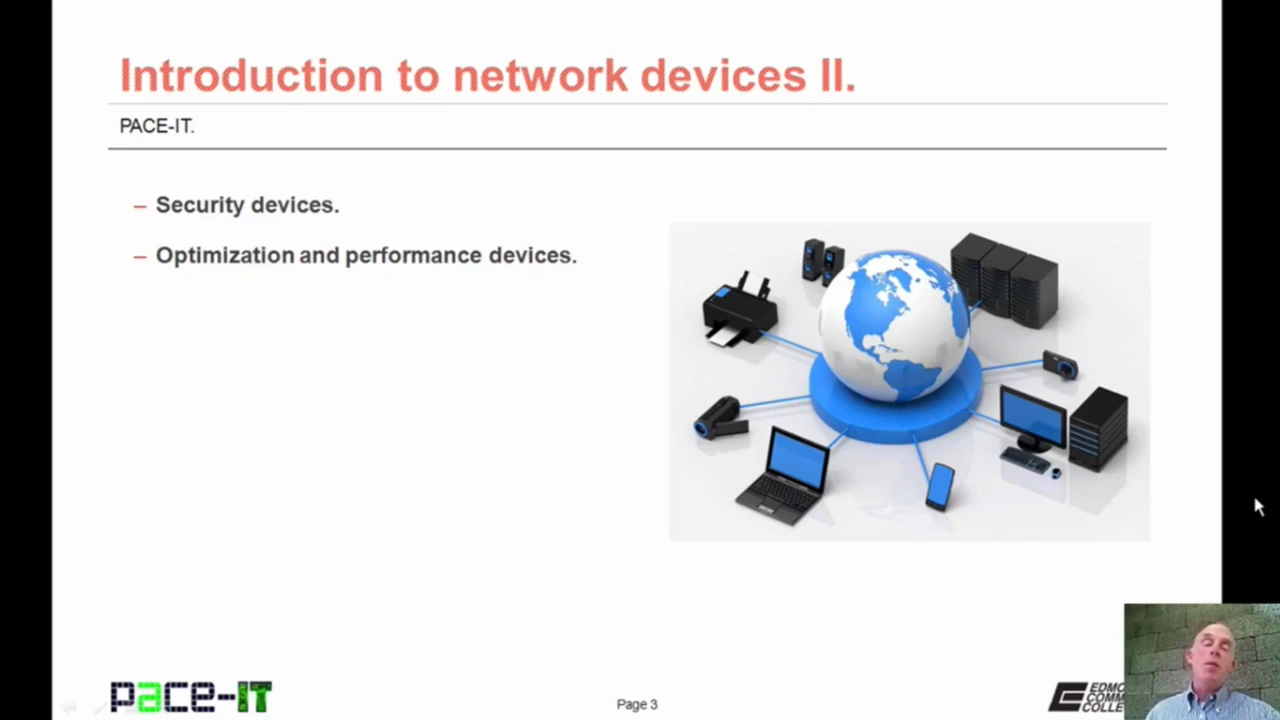 Introduction to network devices II.
PACE-IT.
– Security devices.
– Optimization and performance devices.
pace-IT
Page 3